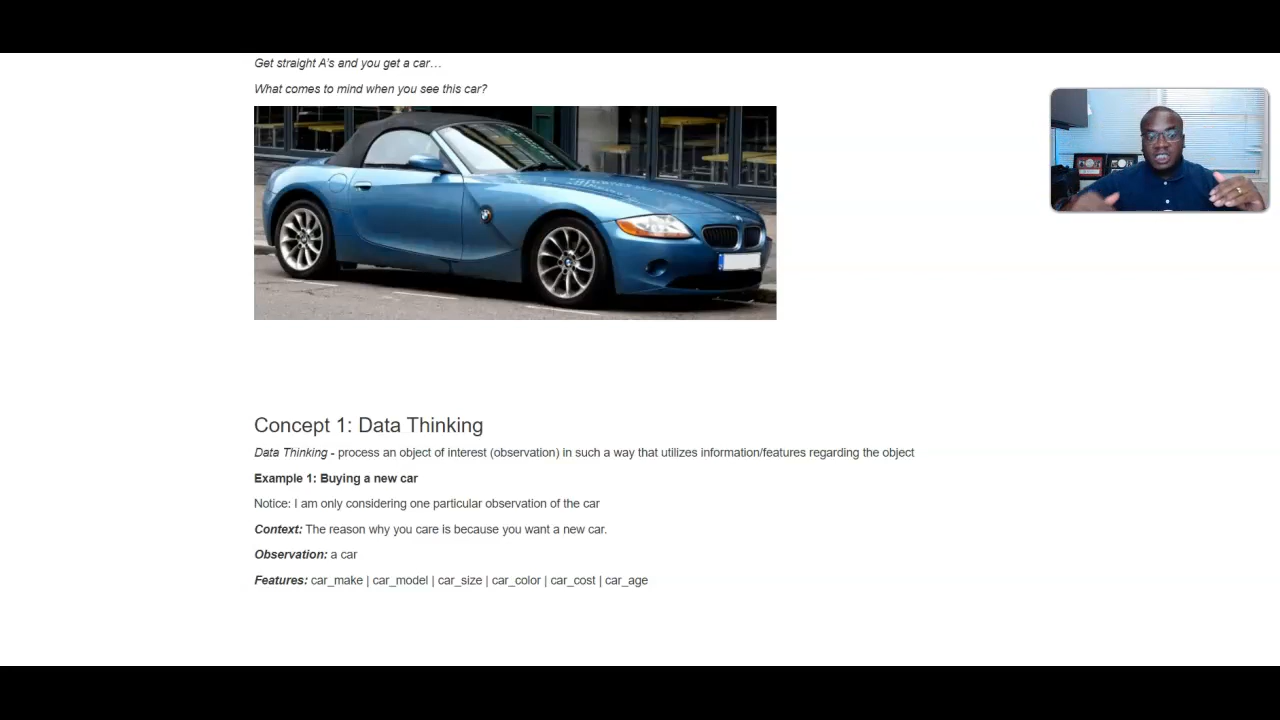 Get straight A's and you get a car…
What comes to mind when you see this car?
Concept 1: Data Thinking
Data Thinking - process an object of interest (observation) in such a way that utilizes information/features regarding the object
Example 1: Buying a new car
Notice: I am only considering one particular observation of the car
Context: The reason why you care is because you want a new car.
Observation: a car
Features: car_make | car_model | car_size | car_color | car_cost | car_age